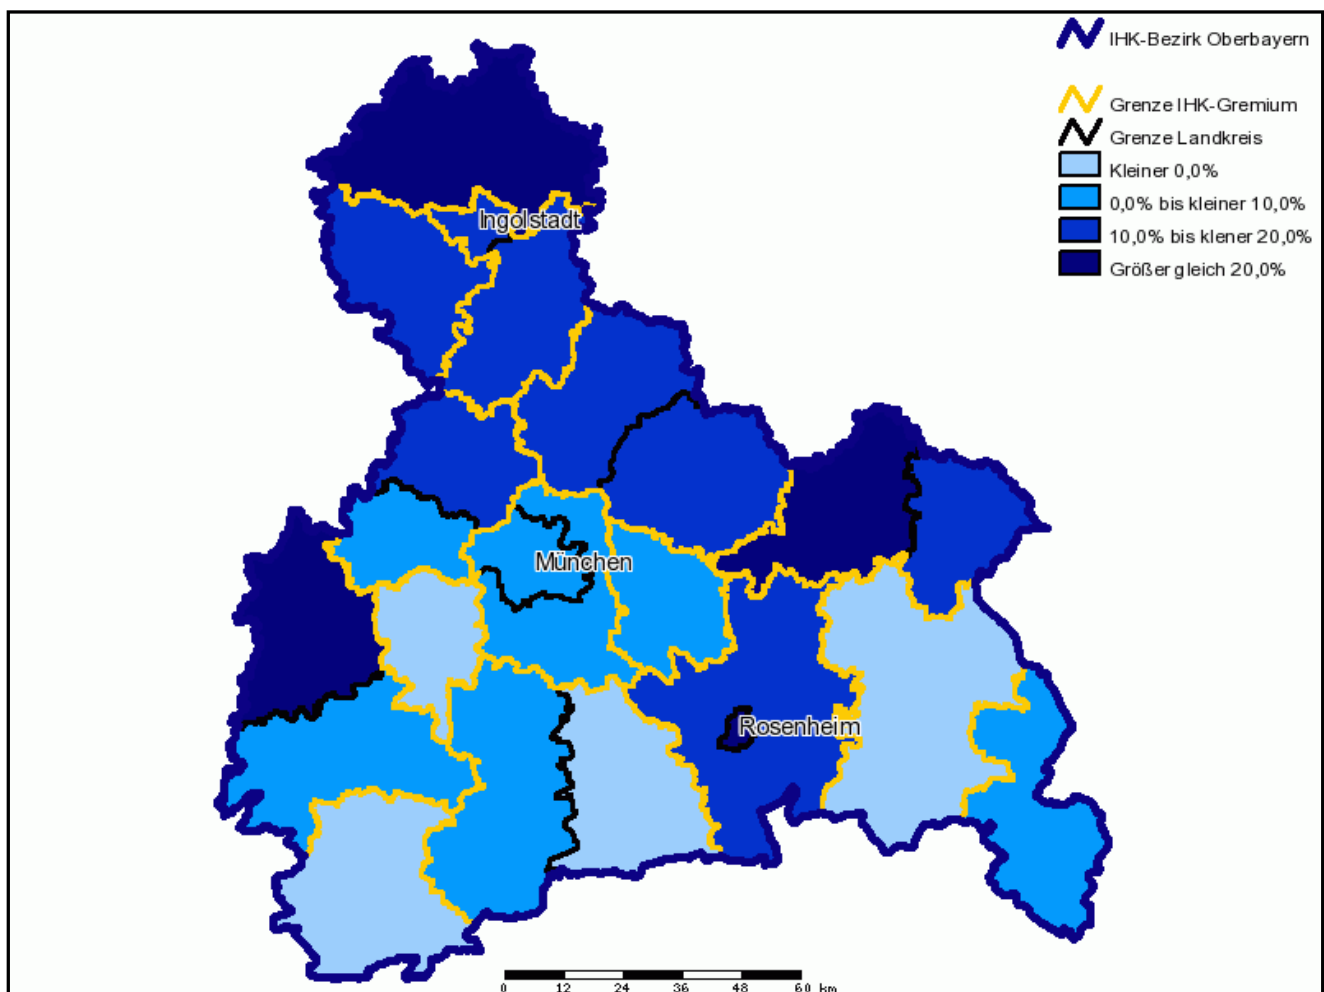 IHK-Bezirk Oberbayern
Grenze IHK-Gremium
Grenze Landkreis
Kleiner 0,0%
0,0% bis kleiner 10,0%
10,0% bis klener 20,0%
Größer gleich 20,0%
Ingolstadt
München
Rosenheim
0 12 24 36 48 60 km